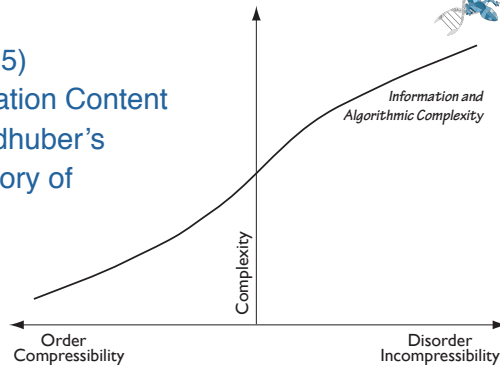 5)
ation Content
dhuber's
ory of
Information and
Algorithmic Complexity
Complexity
Order
Compressibility
Disorder
Incompressibility